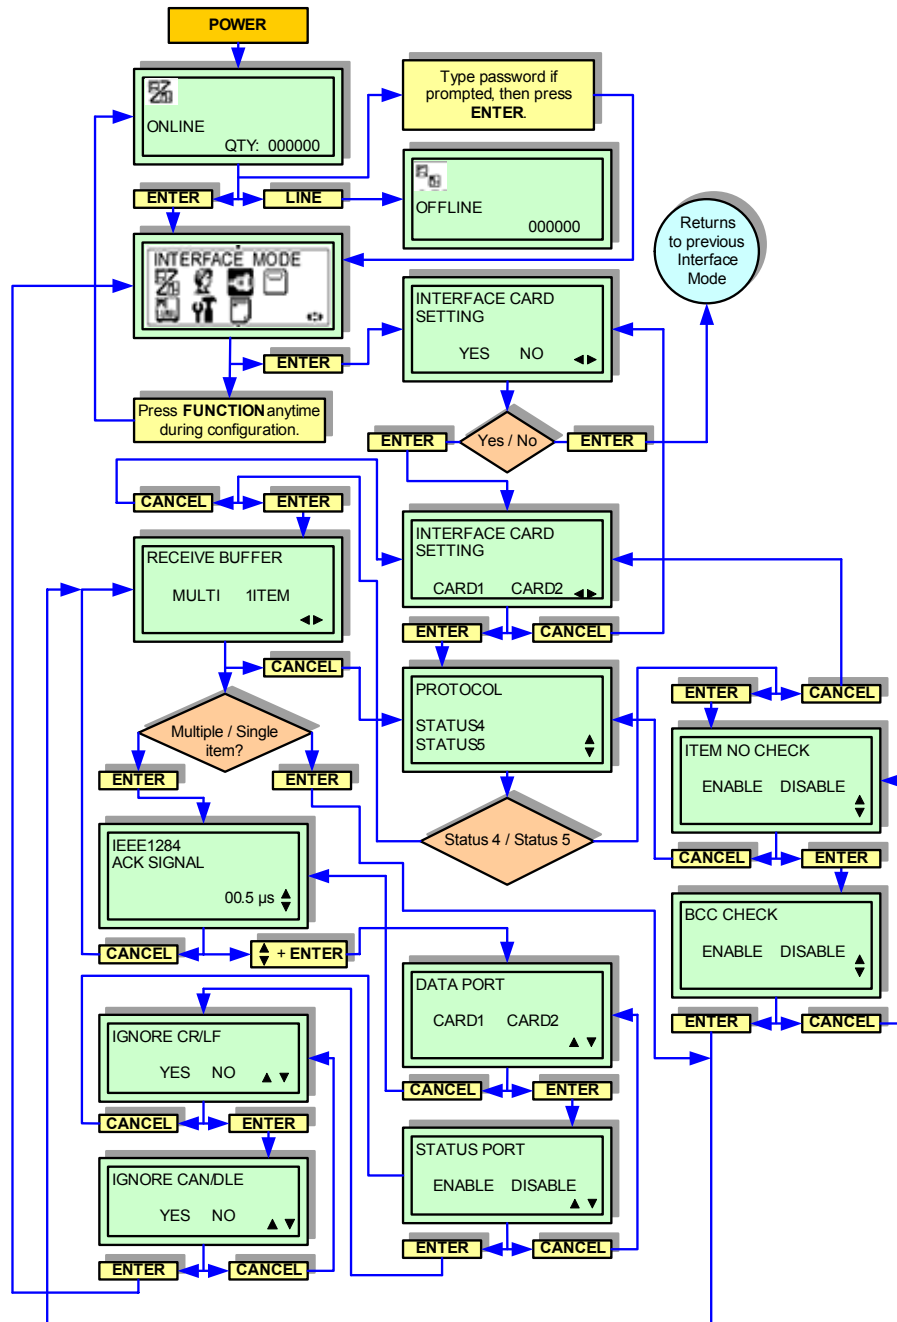 POWER
ONLINE
QTY: 000000
Type password if
prompted, then press
ENTER.
ENTER
LINE
OFFLINE
000000
Returns
to previous
Interface
Mode
INTERFACE MODE
INTERFACE CARD
SETTING
YES NO
ENTER
Press FUNCTION anytime
during configuration.
ENTER
Yes / No
ENTER
CANCEL
ENTER
RECEIVE BUFFER
MULTI 1ITEM
INTERFACE CARD
SETTING
CARD1 CARD2
ENTER
CANCEL
CANCEL
PROTOCOL
STATUS4
STATUS5
ENTER
CANCEL
Multiple / Single
item?
ENTER
ENTER
ITEM NO CHECK
ENABLE DISABLE
Status 4 / Status 5
CANCEL
ENTER
IEEE1284
ACK SIGNAL
00.5 µs
CANCEL
+ ENTER
BCC CHECK
ENABLE DISABLE
ENTER
CANCEL
DATA PORT
CARD1 CARD2
CANCEL
ENTER
IGNORE CR/LF
YES NO
CANCEL
ENTER
STATUS PORT
ENABLE DISABLE
ENTER
CANCEL
IGNORE CAN/DLE
YES NO
ENTER
CANCEL